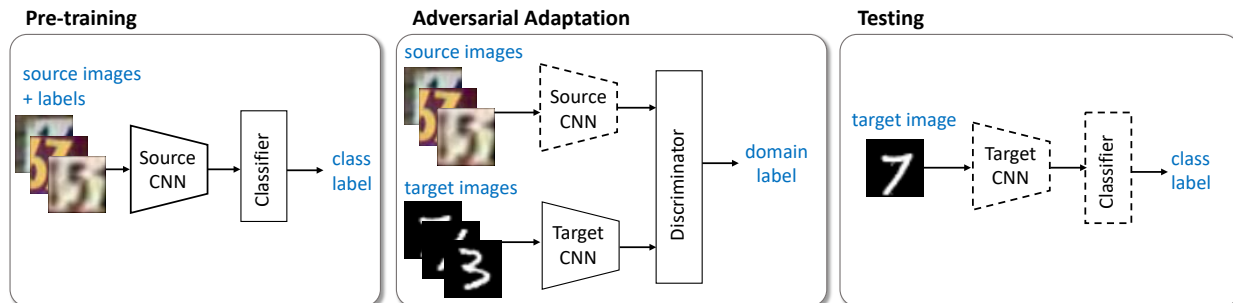 Pre-training
source images
+ labels
Source
CNN
Classifier
class
label
Adversarial Adaptation
source images
Source
CNN
target images
Target
CNN
Discriminator
domain
label
Testing
target image
7
Target
CNN
Classifier
class
label